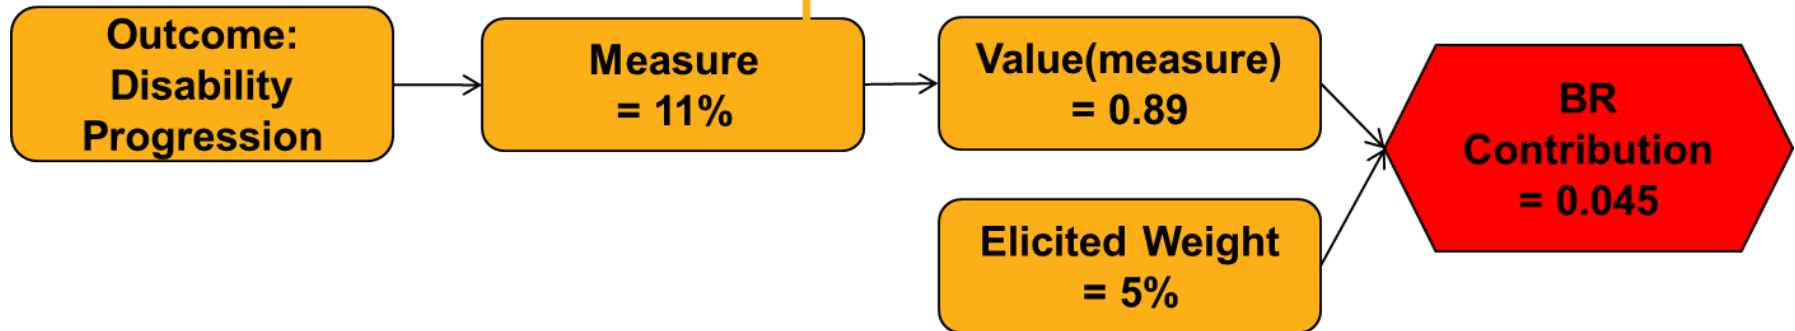 Outcome:
Disability
Progression
Measure
= 11%
Value(measure)
= 0.89
Elicited Weight
= 5%
BR
Contribution
= 0.045